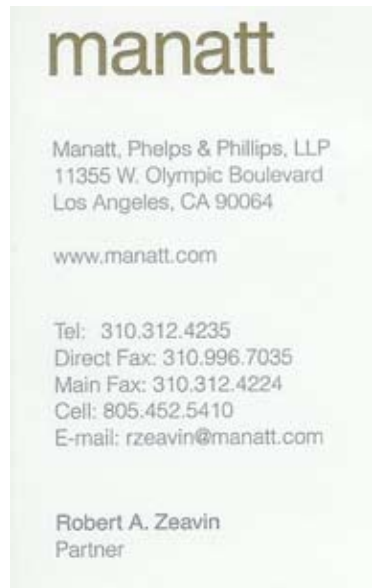 manatt
Manatt, Phelps & Phillips, LLP
11355 W. Olympic Boulevard
Los Angeles, CA 90064
www.manatt.com
Tel: 310.312.4235
Direct Fax: 310.996.7035
Main Fax: 310.312.4224
Cell: 805.452.5410
E-mail: rzeavin@manatt.com
Robert A. Zeavin
Partner